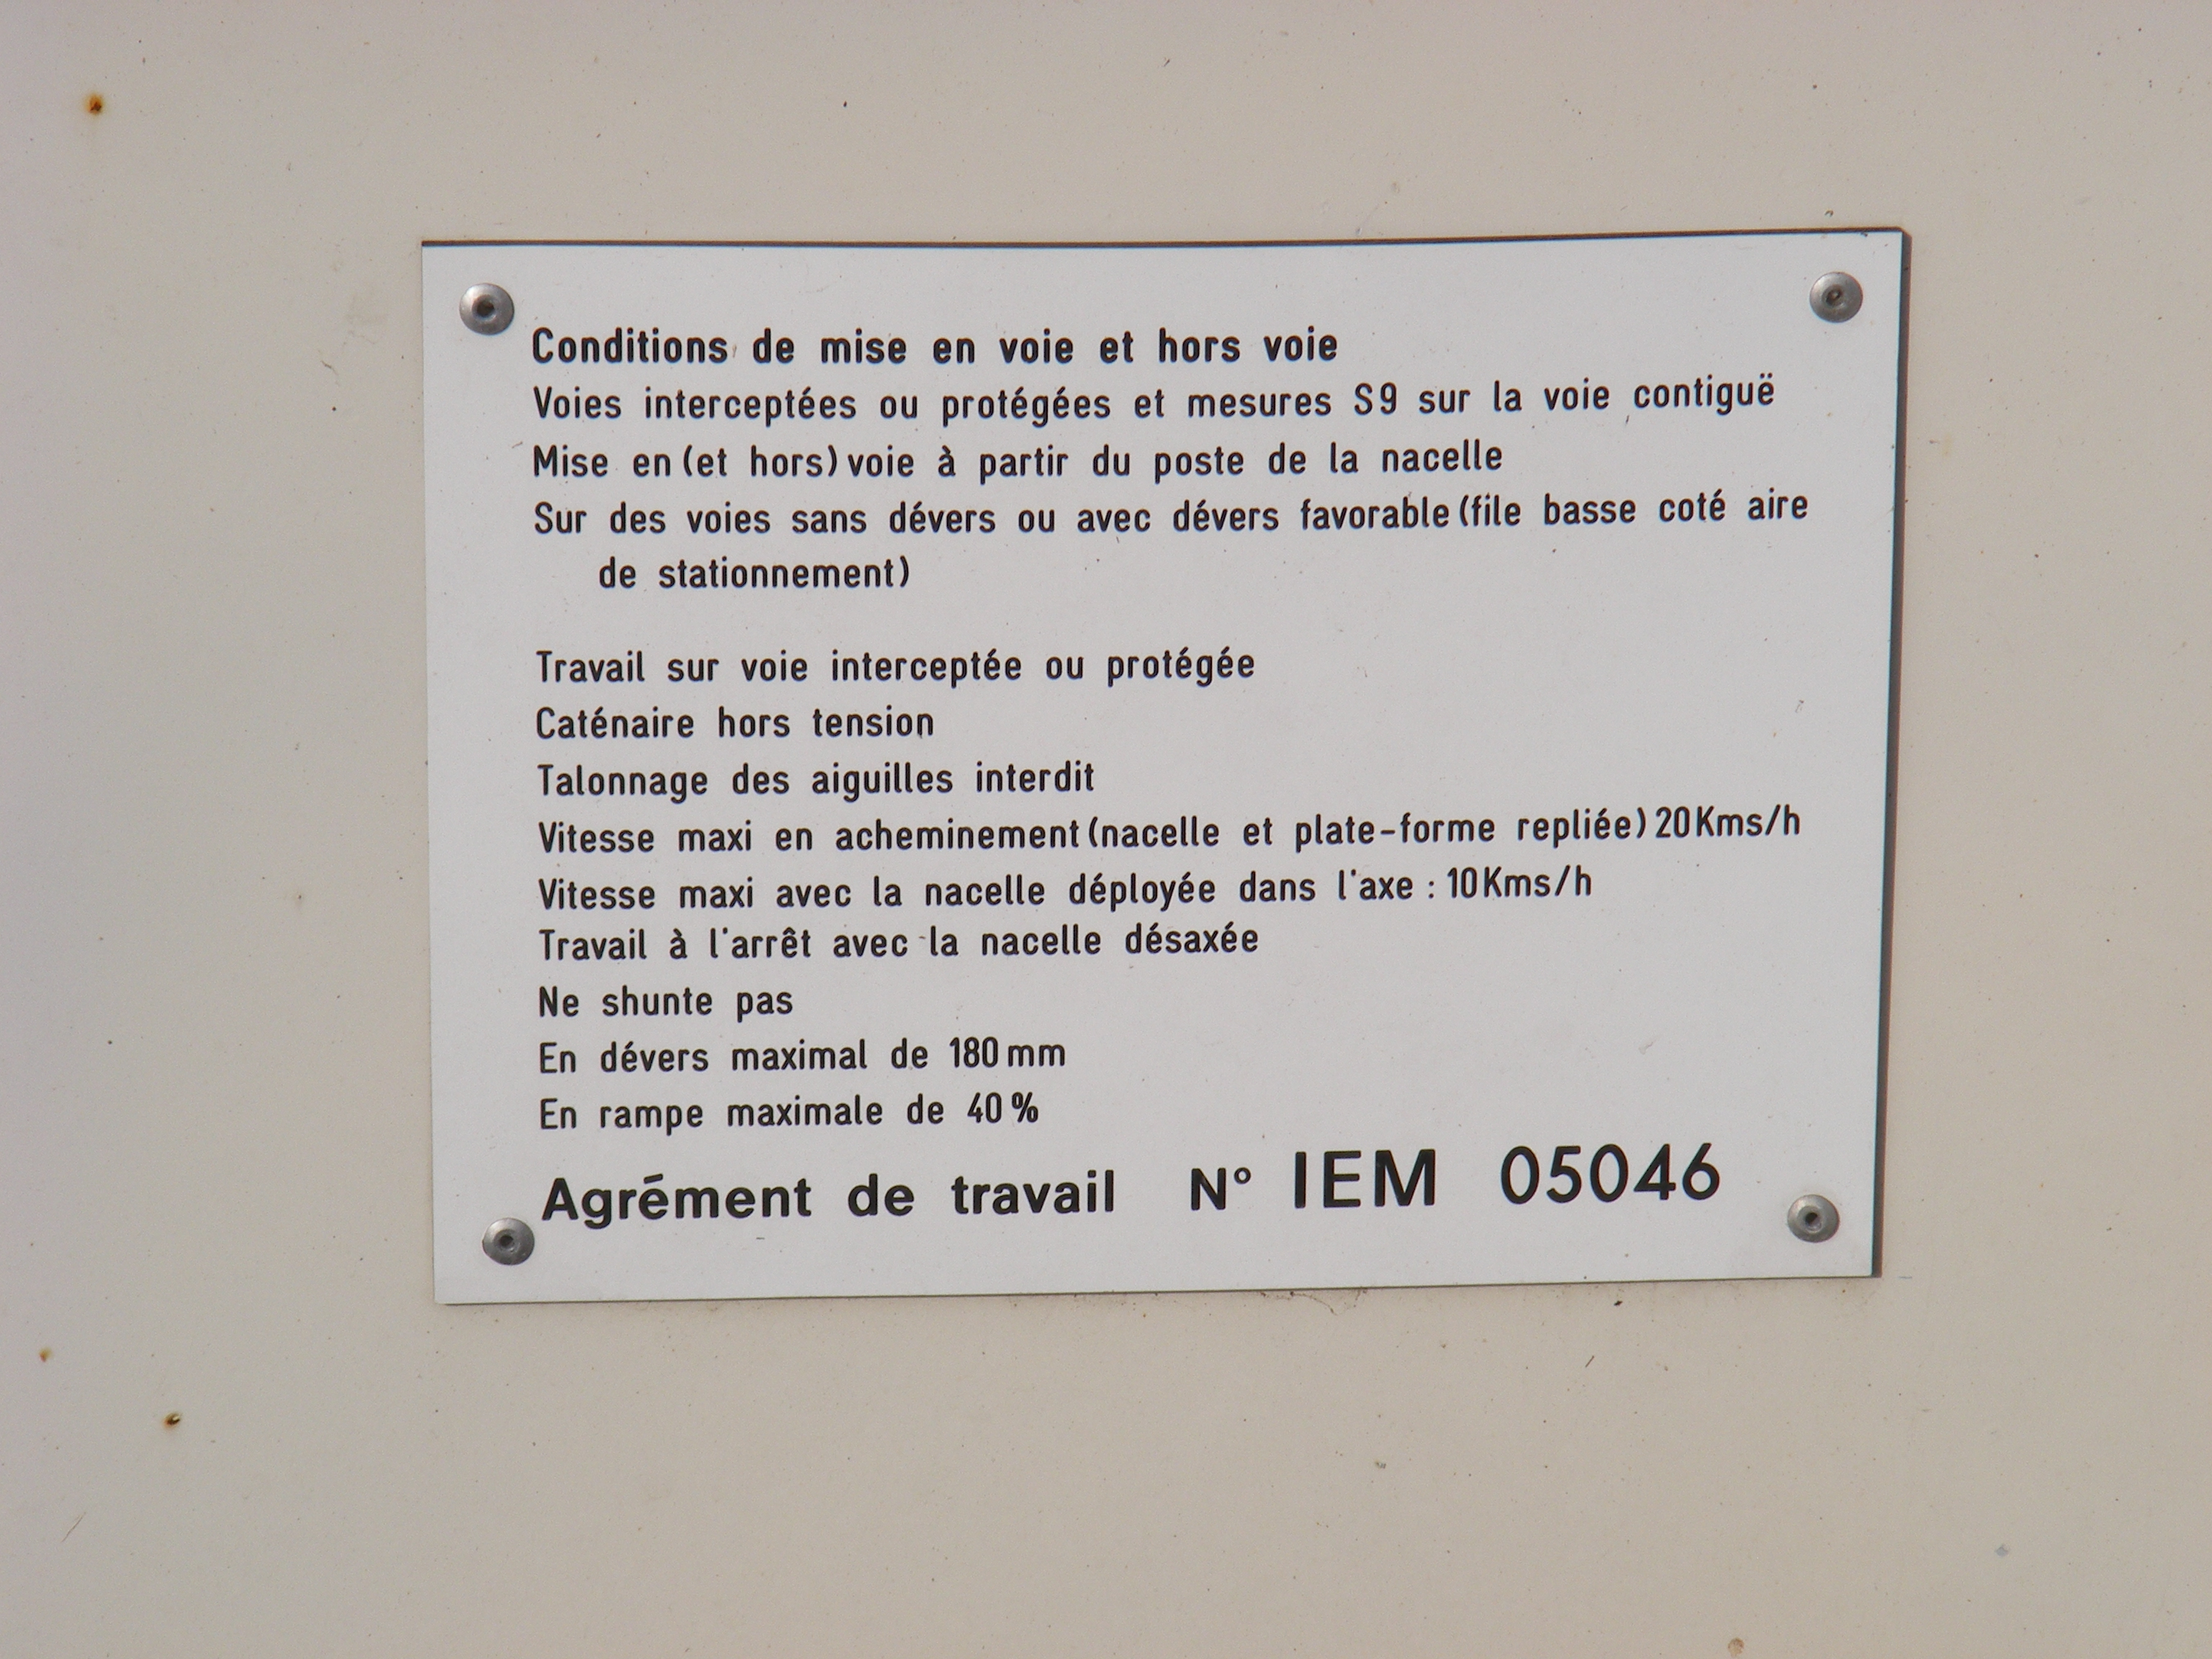 Conditions de mise en voie et hors voie
Voies interceptées ou protégées et mesures S9 sur la voie contiguë
Mise en (et hors) voie à partir du poste de la nacelle
Sur des voies sans dévers ou avec dévers favorable (file basse coté aire
de stationnement)
Travail sur voie interceptée ou protégée
Caténaire hors tension
Talonnage des aiguilles interdit
Vitesse maxi en acheminement (nacelle et plate-forme repliée) 20Kms/h
Vitesse maxi avec la nacelle déployée dans l'axe : 10Kms/h
Travail à l'arrêt avec la nacelle désaxée
Ne shunte pas
En dévers maximal de 180 mm
En rampe maximale de 40 %
Agrément de travail N° IEM 05046